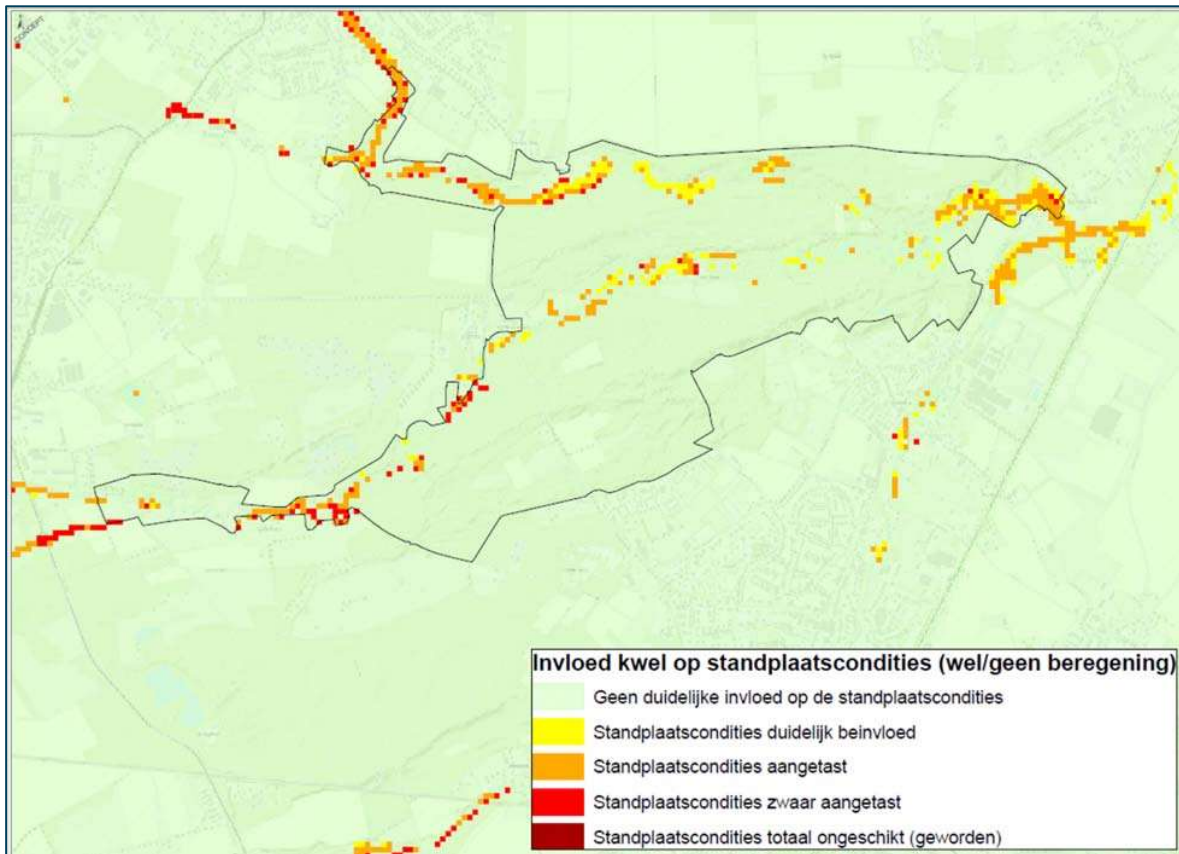 CONCEPT
Invloed kwel op standplaatscondities (wel/geen beregening)
Geen duidelijke invloed op de standplaatscondities
Standplaatscondities duidelijk beinvloed
Standplaatscondities aangetast
Standplaatscondities zwaar aangetast
Standplaatscondities totaal ongeschikt (geworden)